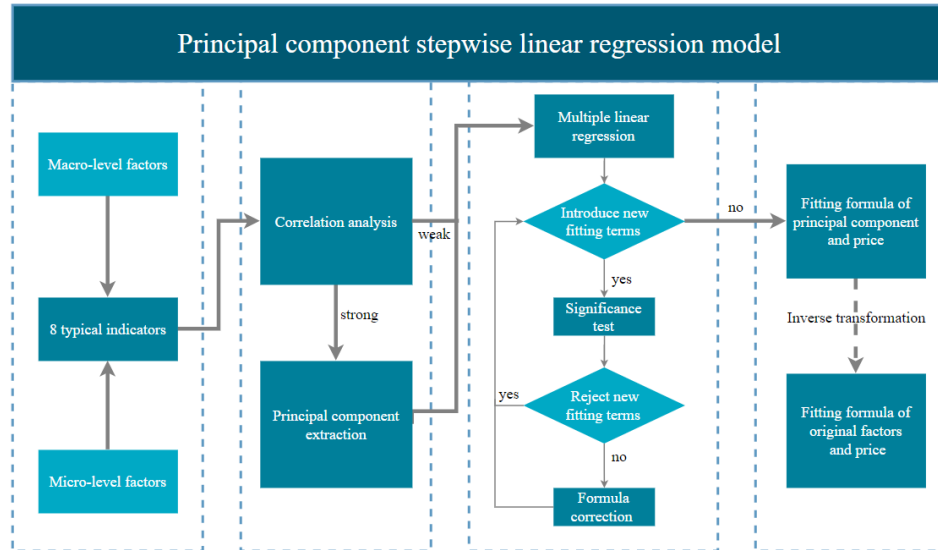 Principal component stepwise linear regression model
Macro-level factors
8 typical indicators
Micro-level factors
Correlation analysis
weak
strong
Principal component
extraction
Multiple linear
regression
Introduce new
fitting terms
no
yes
Significance
test
Reject new
fitting terms
yes
no
Formula
correction
Fitting formula of
principal component
and price
Inverse transformation
Fitting formula of
original factors
and price